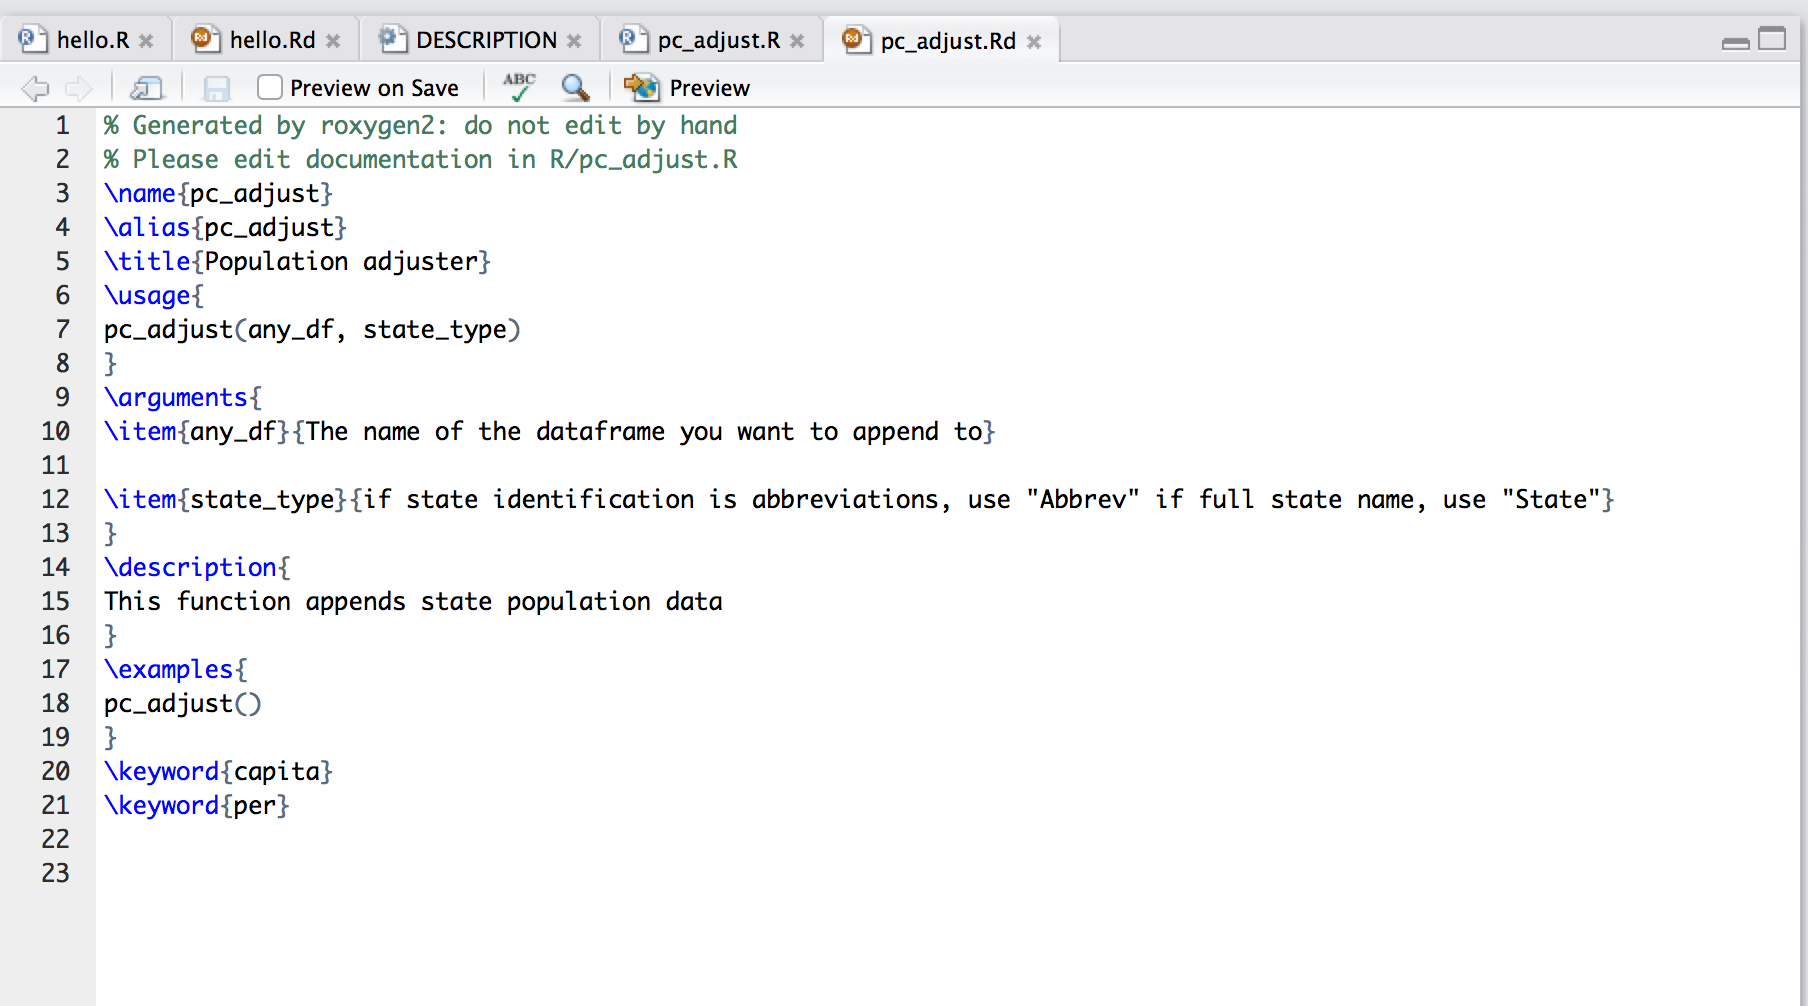 hello.R
hello.Rd
DESCRIPTION
pc_adjust.R
pc_adjust.Rd
Preview on Save
ABC
Preview
1 % Generated by roxygen2: do not edit by hand
2 % Please edit documentation in R/pc_adjust.R
3 \name{pc_adjust}
4 \alias{pc_adjust}
5 \title{Population adjuster}
6 \usage{
7 pc_adjust(any_df, state_type)
8 }
9 \arguments{
10 \item{any_df}{The name of the dataframe you want to append to}
11
12 \item{state_type}{if state identification is abbreviations, use "Abbrev" if full state name, use "State"}
13 }
14 \description{
15 This function appends state population data
16 }
17 \examples{
18 pc_adjust()
19 }
20 \keyword{capita}
21 \keyword{per}
22
23